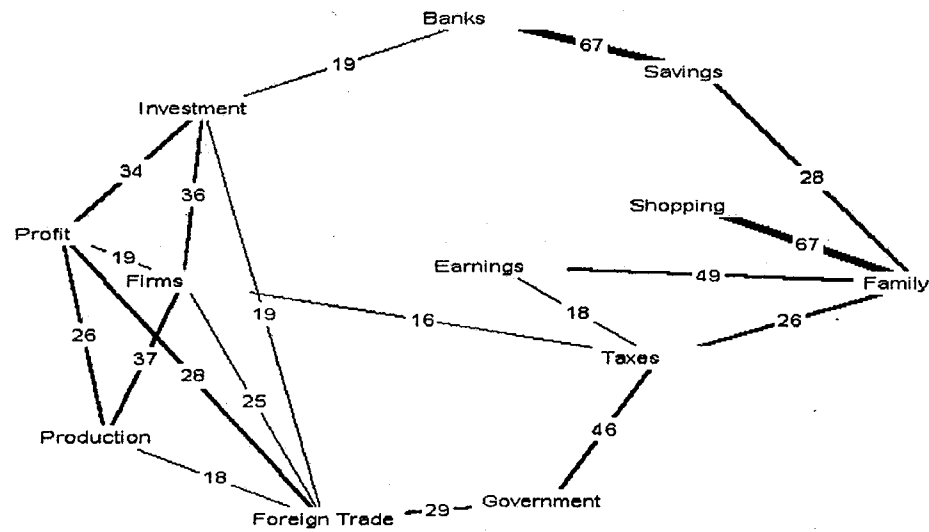 Banks
67
19
Savings
Investment
34
28
36
Shopping
Profit
67
19
Earnings
Firms
49
Family
19
18
16
26
26
37
Taxes
28
25
46
Production
18
Government
29
Foreign Trade